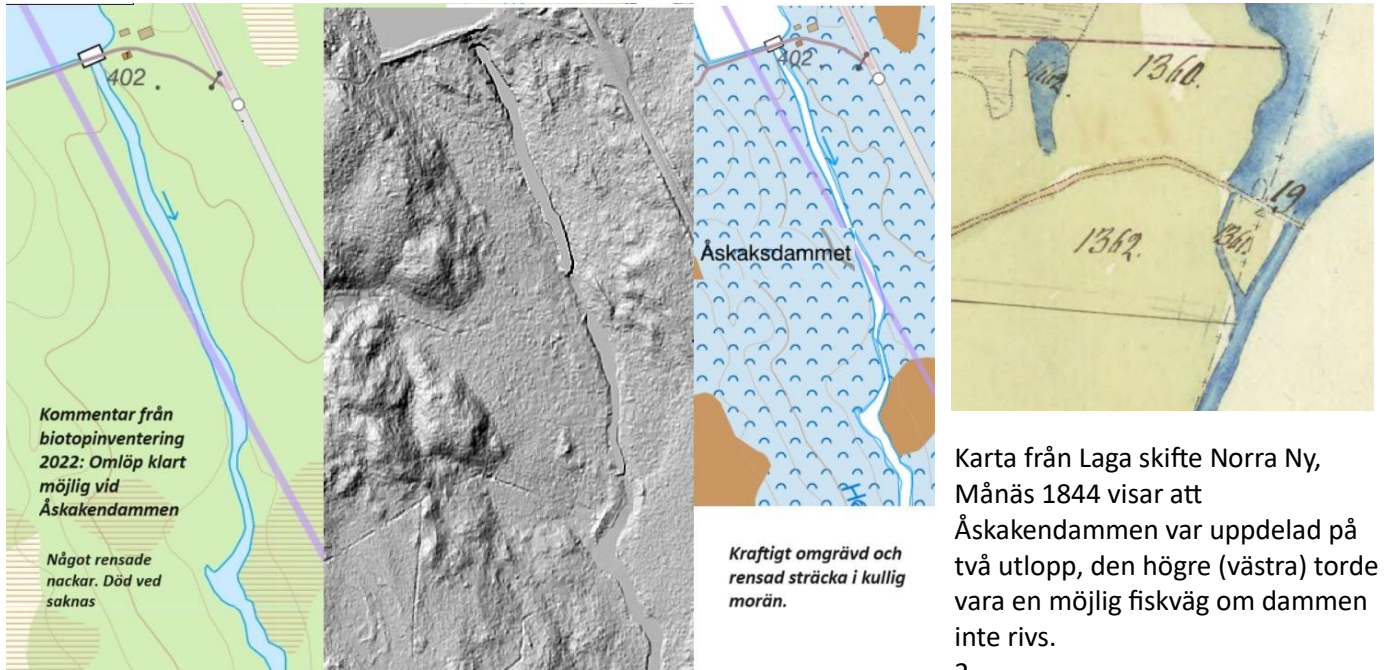 402
Kommentar från
biotopinventering
2022: Omlöp klart
möjlig vid
Åskakendammen
Något rensade
nackar. Död ved
saknas
402
Åskaksdammet
Kraftigt omgrävd och
rensad sträcka i kullig
morän.
1360.
19.
1362.
1361.
Karta från Laga skifte Norra Ny,
Månäs 1844 visar att
Åskakendammen var uppdelad på
två utlopp, den högre (västra) torde
vara en möjlig fiskväg om dammen
inte rivs.